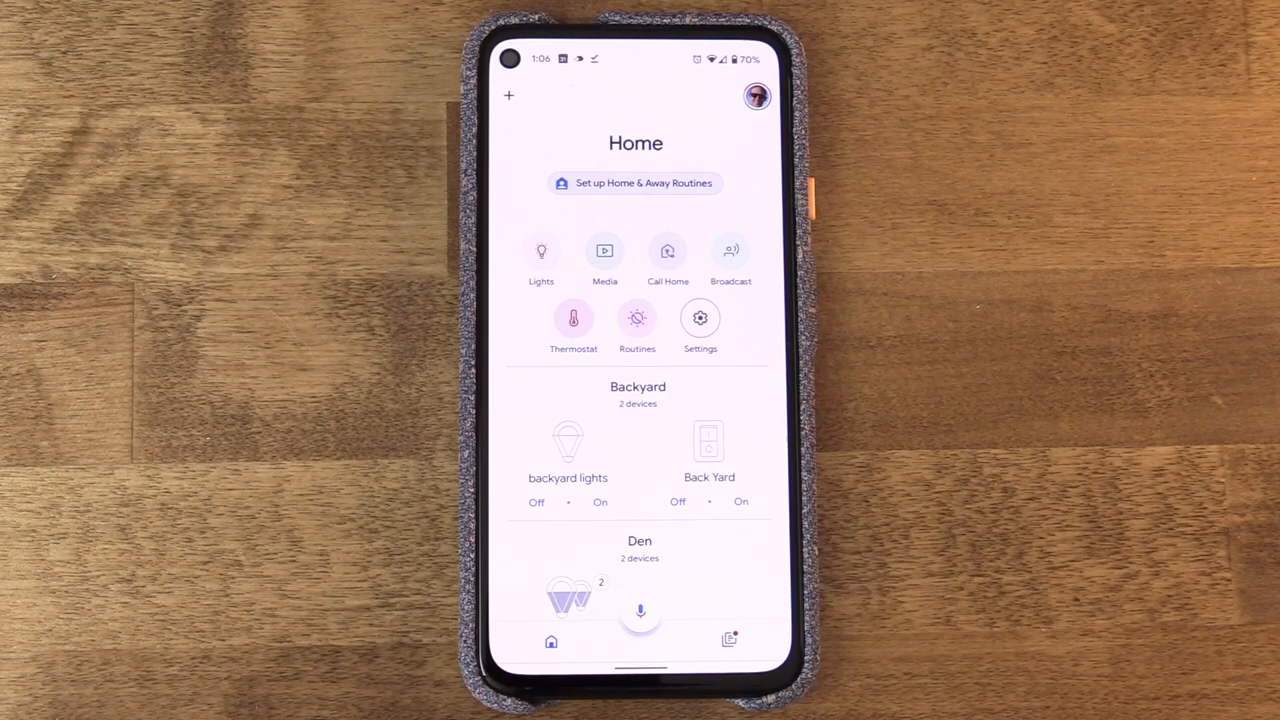 1:06 31 70%
+
Home
Set up Home & Away Routines
Lights Media Call Home Broadcast
Thermostat Routines Settings
Backyard
2 devices
backyard lights Back Yard
Off • On Off • On
Den
2 devices
2